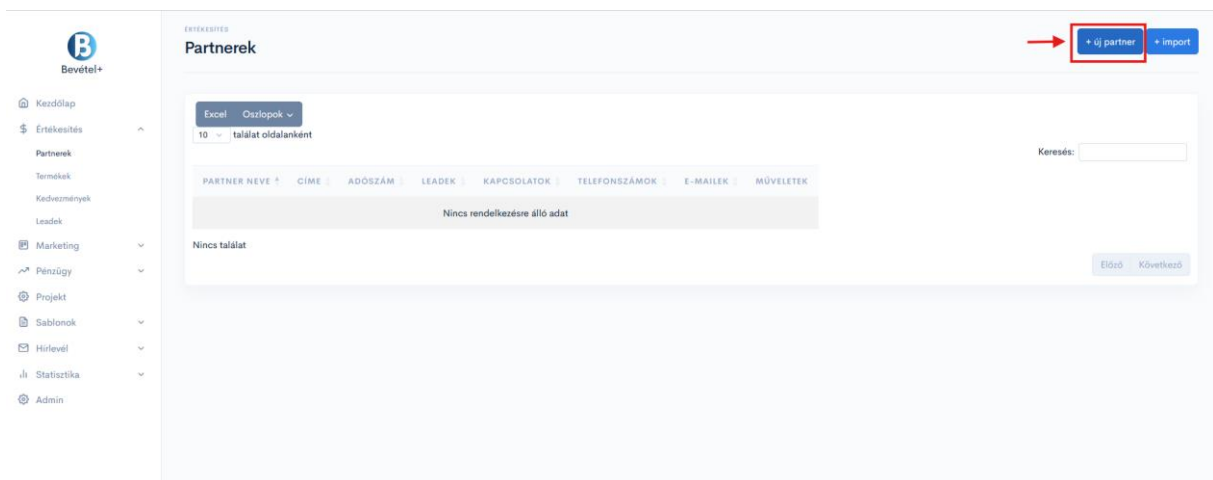 Bevétel+
Kezdőlap
Értékesítés
Partnerek
Termékek
Kedvezmények
Leadek
Marketing
Pénzügy
Projekt
Sablonok
Hírlevél
Statisztika
Admin
ÉRTÉKESÍTÉS
Partnerek
+ új partner + import
Excel Oszlopok
10 találat oldalanként
Keresés:
PARTNER NEVE CÍME ADÓSZÁM LEADEK KAPCSOLATOK TELEFONSZÁMOK E-MAILEK MŰVELETEK
Nincs rendelkezésre álló adat
Nincs találat
Előző Következő